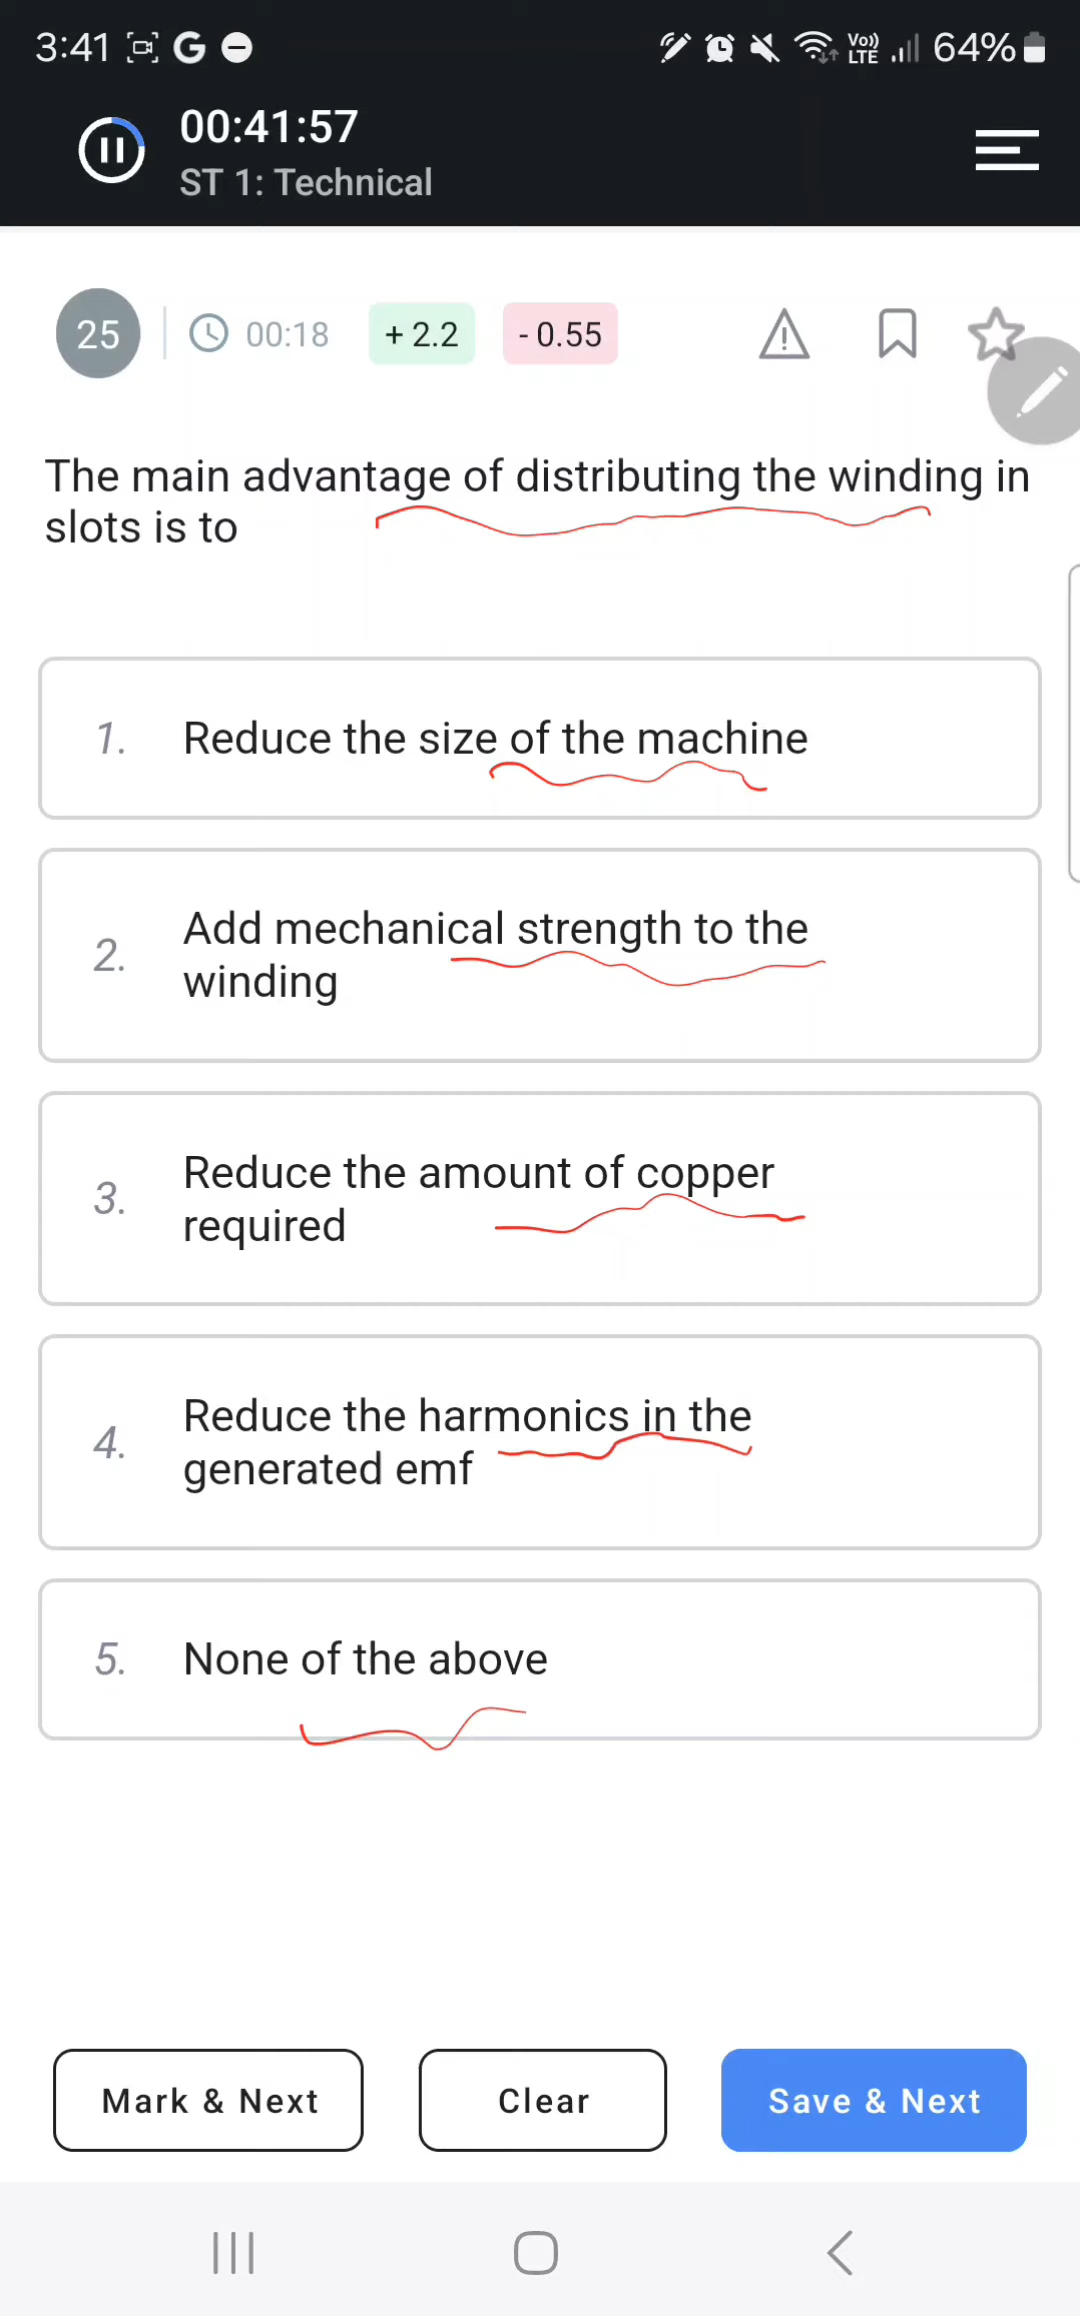 3:41 G Vo)) LTE 64%
00:41:57
ST 1: Technical
25 00:18 + 2.2 - 0.55
The main advantage of distributing the winding in
slots is to
1. Reduce the size of the machine
2. Add mechanical strength to the
winding
3. Reduce the amount of copper
required
4. Reduce the harmonics in the
generated emf
5. None of the above
Mark & Next Clear Save & Next